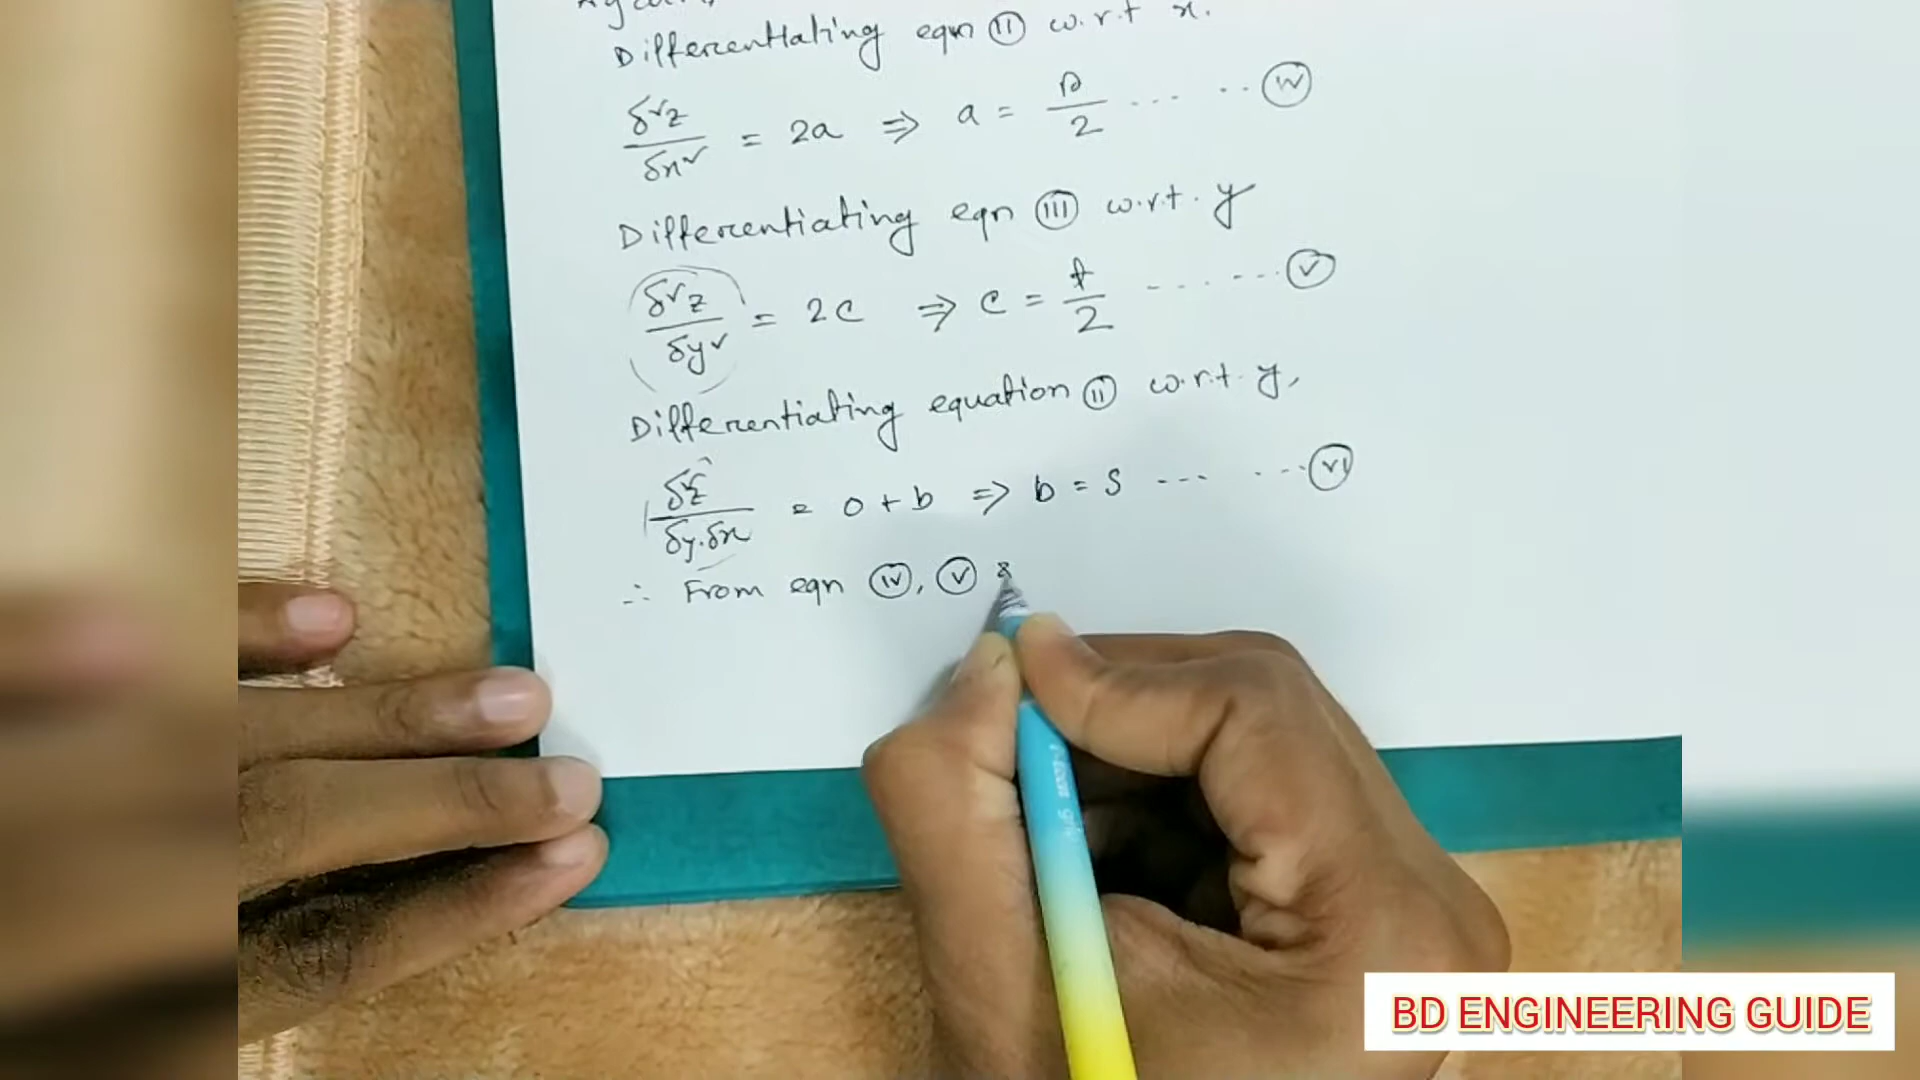 Again,
Differentiating eqn (II) w.r.t x.
δ²z/δx² = 2a ⇒ a = r/2 ... .. (IV)
Differentiating eqn (III) w.r.t. y
δ²z/δy² = 2c ⇒ c = t/2 ... ... (V)
Differentiating equation (II) w.r.t. y,
δ²z/δy.δx = 0 + b ⇒ b = S ... ... (VI)
∴ From eqn (IV), (V) &
BD ENGINEERING GUIDE